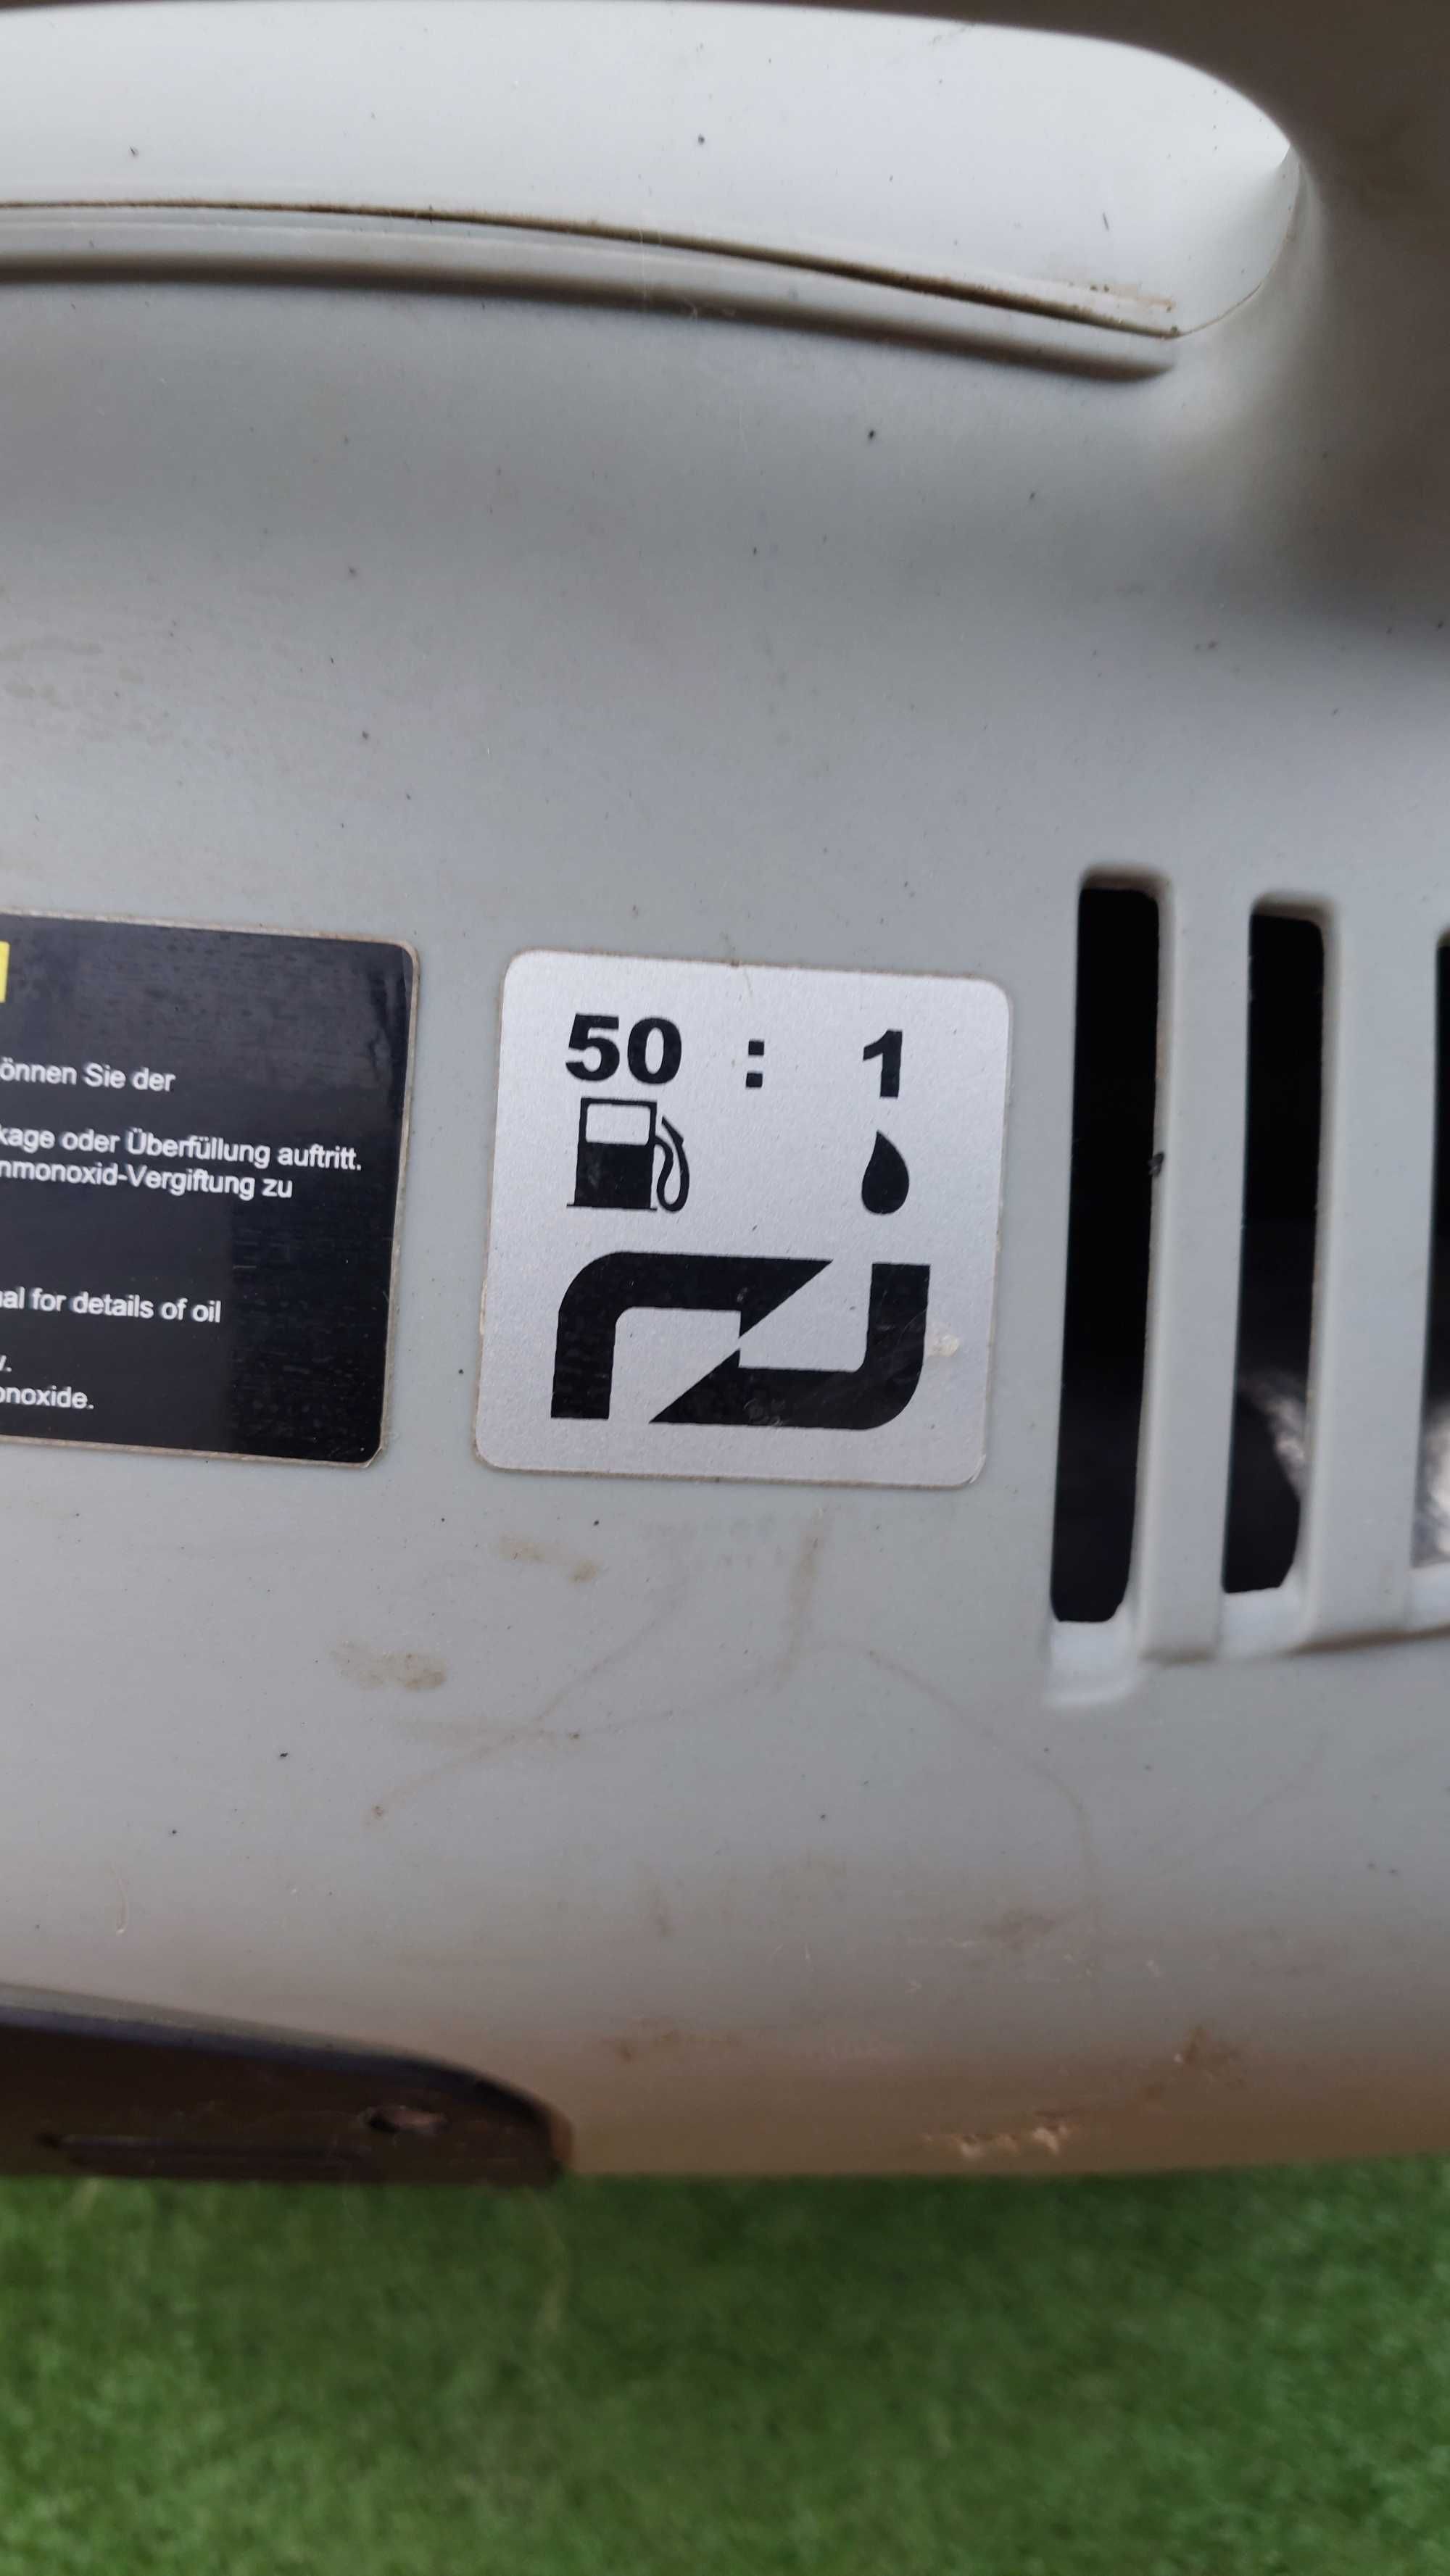 önnen Sie der
kage oder Überfüllung auftritt.
nmonoxid-Vergiftung zu
al for details of oil
onoxide.
50 : 1